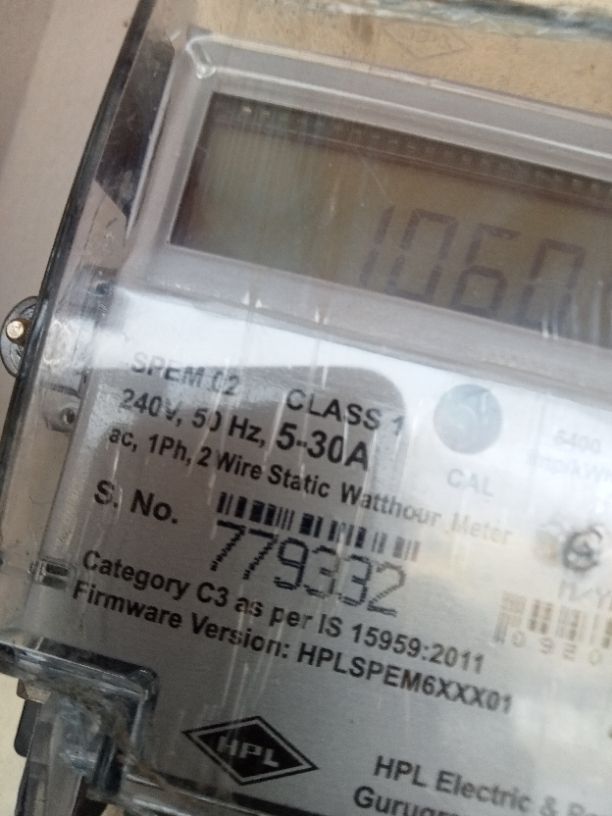 1060
SPEM 02 CLASS 1
240V, 50 Hz, 5-30A
ac, 1Ph, 2 Wire Static Watthour Meter
CAL
6400
S. No.
779332
Category C3 as per IS 15959:2011
Firmware Version: HPLSPEM6XXX01
HPL
HPL Electric &